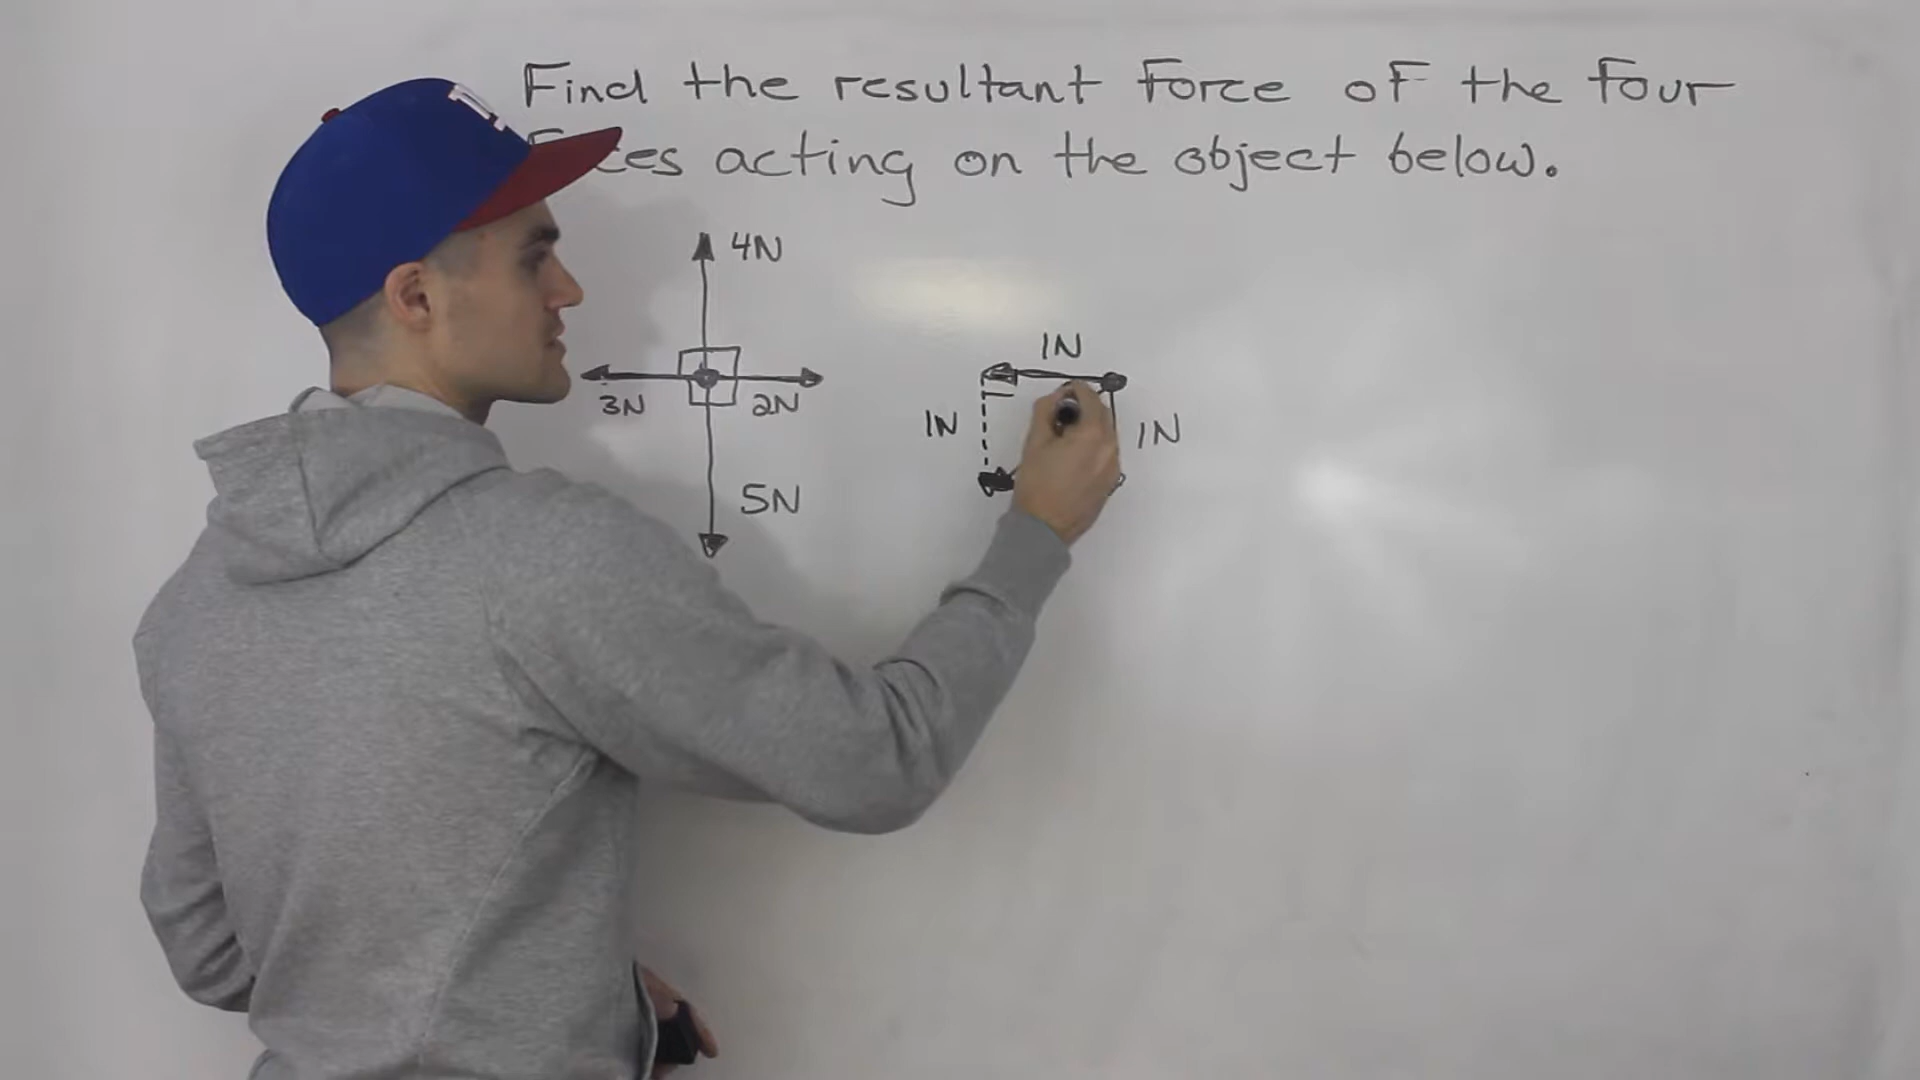 Find the resultant force of the four
acting on the object below.
4N
1N
3N
2N
1N
1N
5N